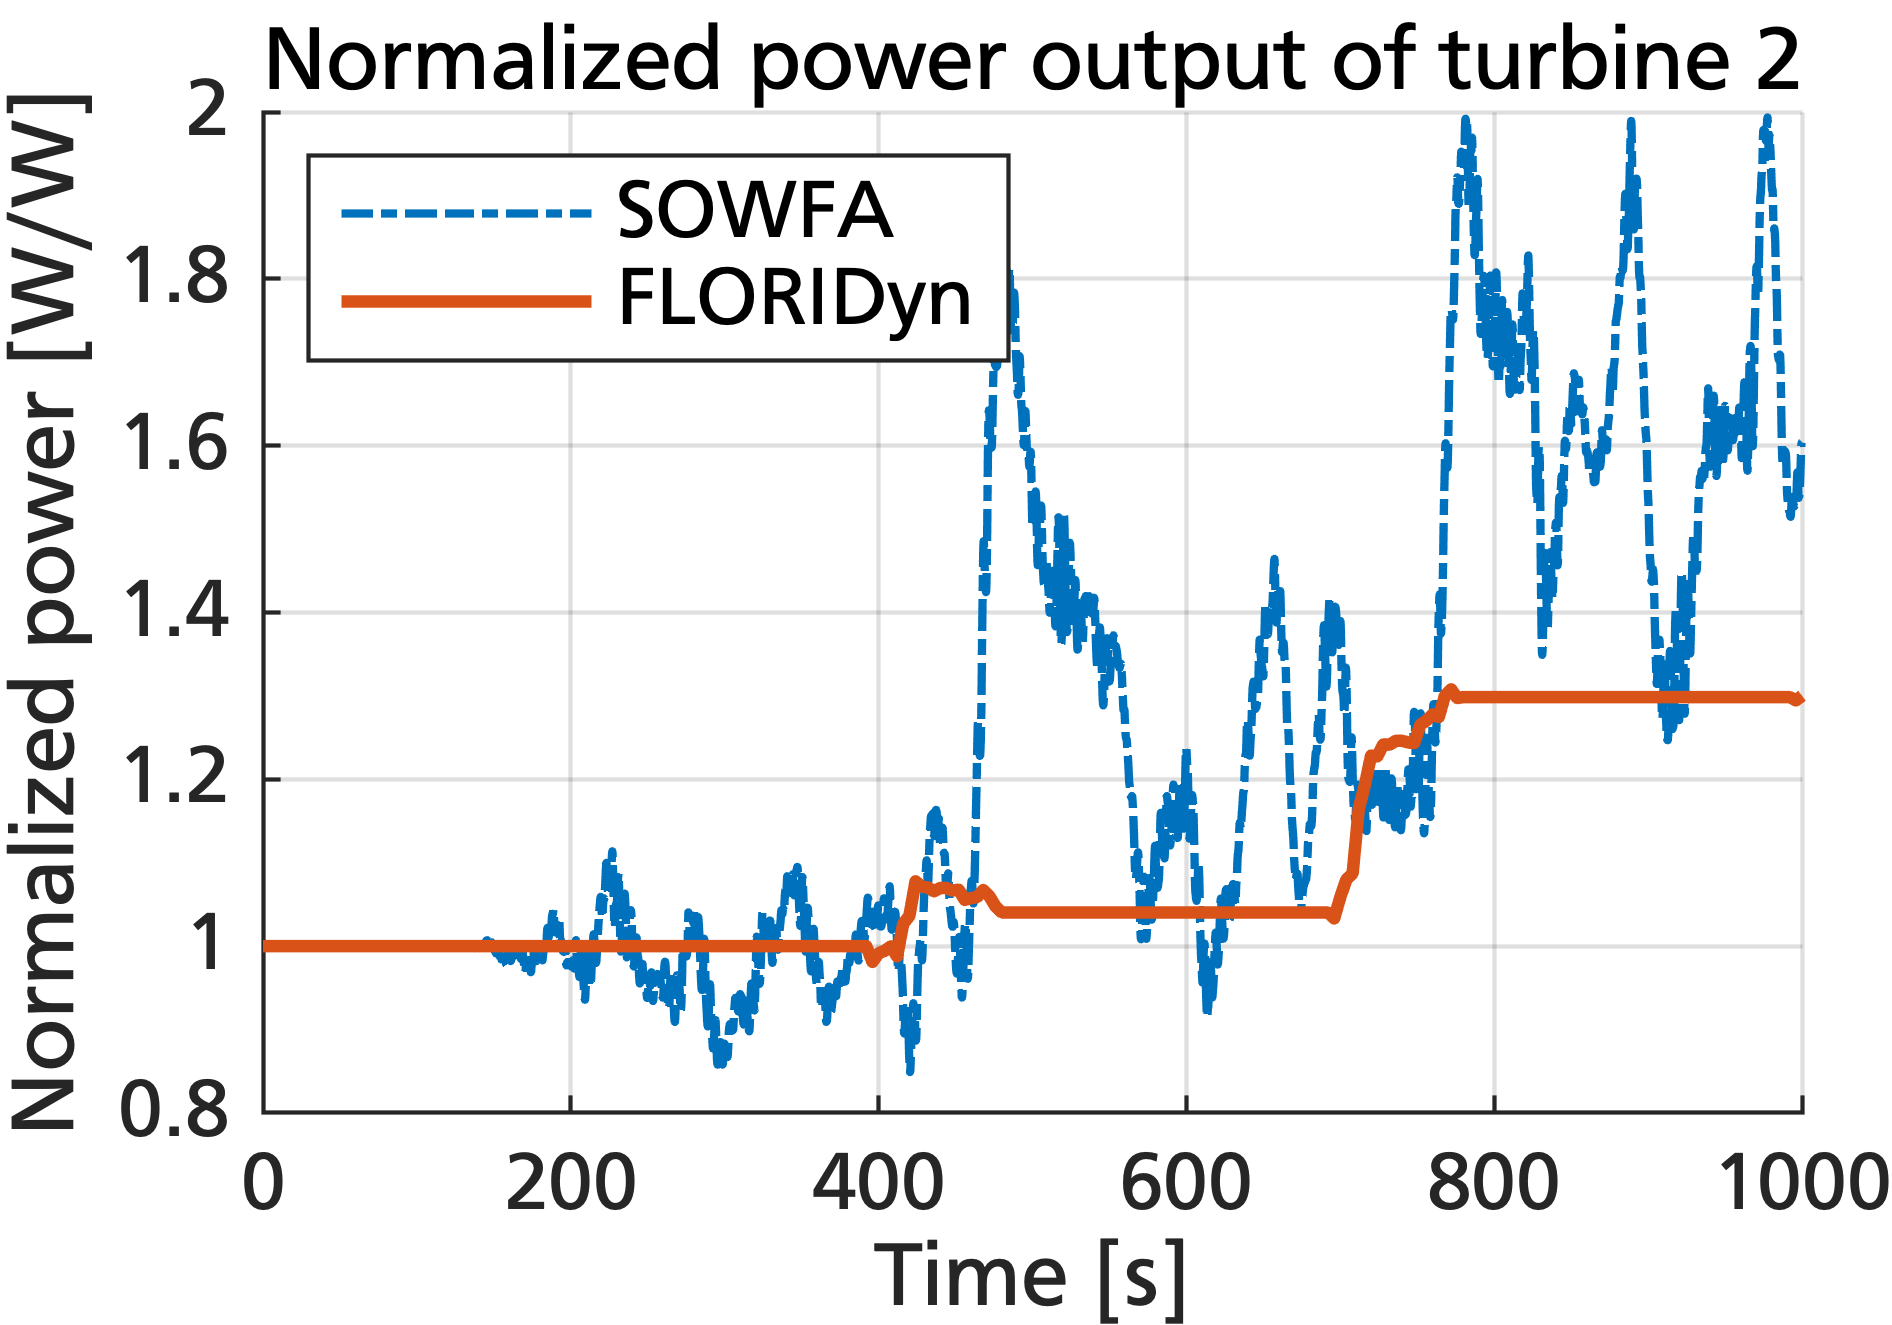 Normalized power output of turbine 2
Normalized power [W/W]
2
1.8
1.6
1.4
1.2
1
0.8
SOWFA
FLORIDyn
0 200 400 600 800 1000
Time [s]